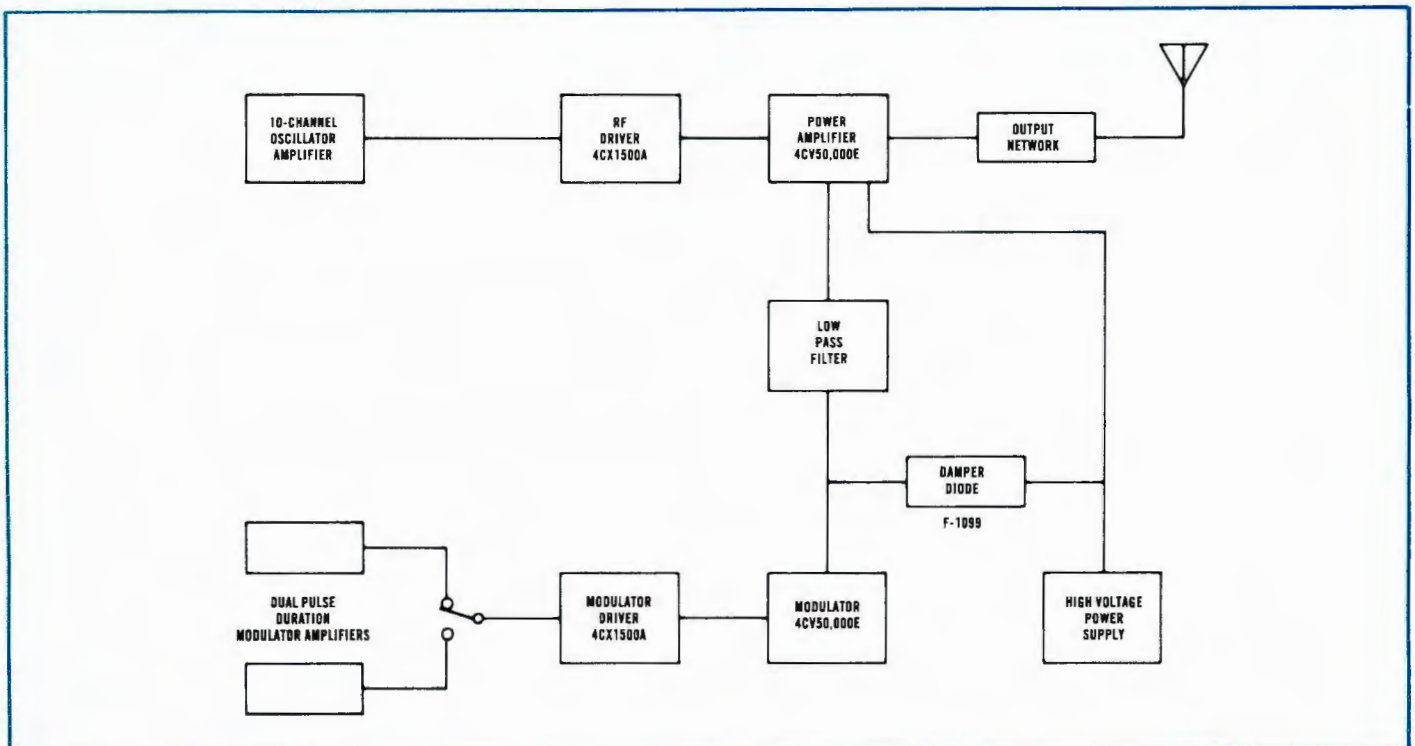 10-CHANNEL
OSCILLATOR
AMPLIFIER
RF
DRIVER
4CX1500A
POWER
AMPLIFIER
4CV50,000E
OUTPUT
NETWORK
LOW
PASS
FILTER
DAMPER
DIODE
F-1099
DUAL PULSE
DURATION
MODULATOR AMPLIFIERS
MODULATOR
DRIVER
4CX1500A
MODULATOR
4CV50,000E
HIGH VOLTAGE
POWER
SUPPLY